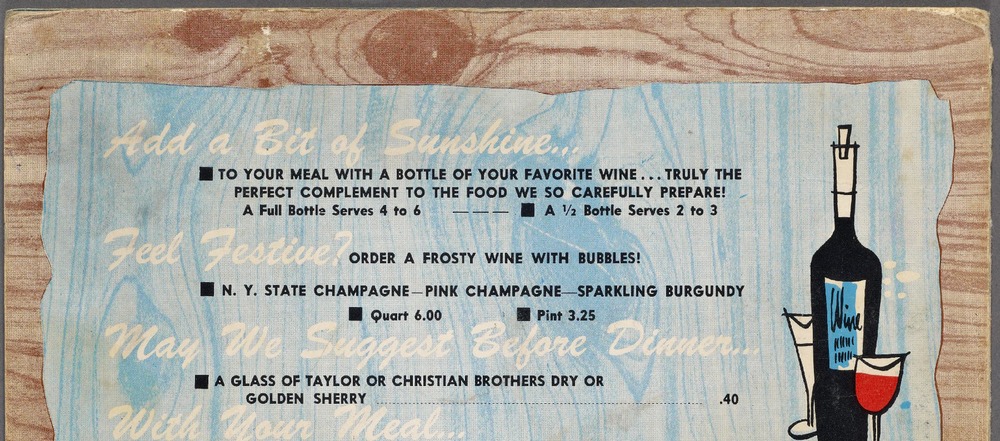 Add a Bit of Sunshine...
■ TO YOUR MEAL WITH A BOTTLE OF YOUR FAVORITE WINE... TRULY THE
PERFECT COMPLEMENT TO THE FOOD WE SO CAREFULLY PREPARE!
A Full Bottle Serves 4 to 6 ——— ■ A ½ Bottle Serves 2 to 3
Feel Festive? ORDER A FROSTY WINE WITH BUBBLES!
■ N. Y. STATE CHAMPAGNE—PINK CHAMPAGNE—SPARKLING BURGUNDY
■ Quart 6.00 ■ Pint 3.25
May We Suggest Before Dinner...
■ A GLASS OF TAYLOR OR CHRISTIAN BROTHERS DRY OR
GOLDEN SHERRY .40
With Your Meal...
Wine